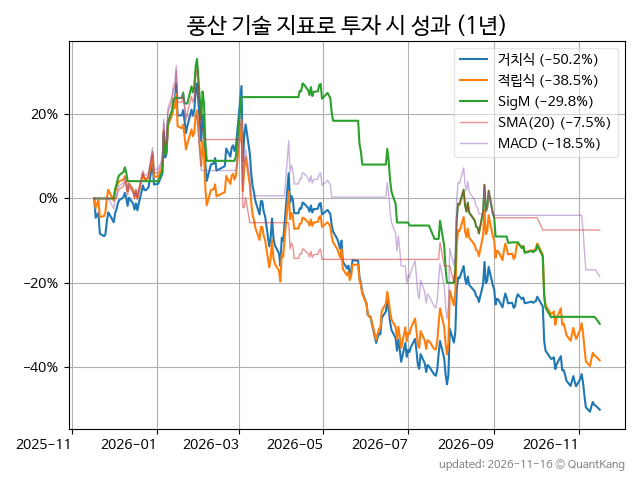 풍산 기술 지표로 투자 시 성과 (1년)
거치식 (−50.2%)
적립식 (−38.5%)
SigM (−29.8%)
SMA(20) (−7.5%)
MACD (−18.5%)
20%
0%
−20%
−40%
2025-11 2026-01 2026-03 2026-05 2026-07 2026-09 2026-11
updated: 2026-11-16 © QuantKang